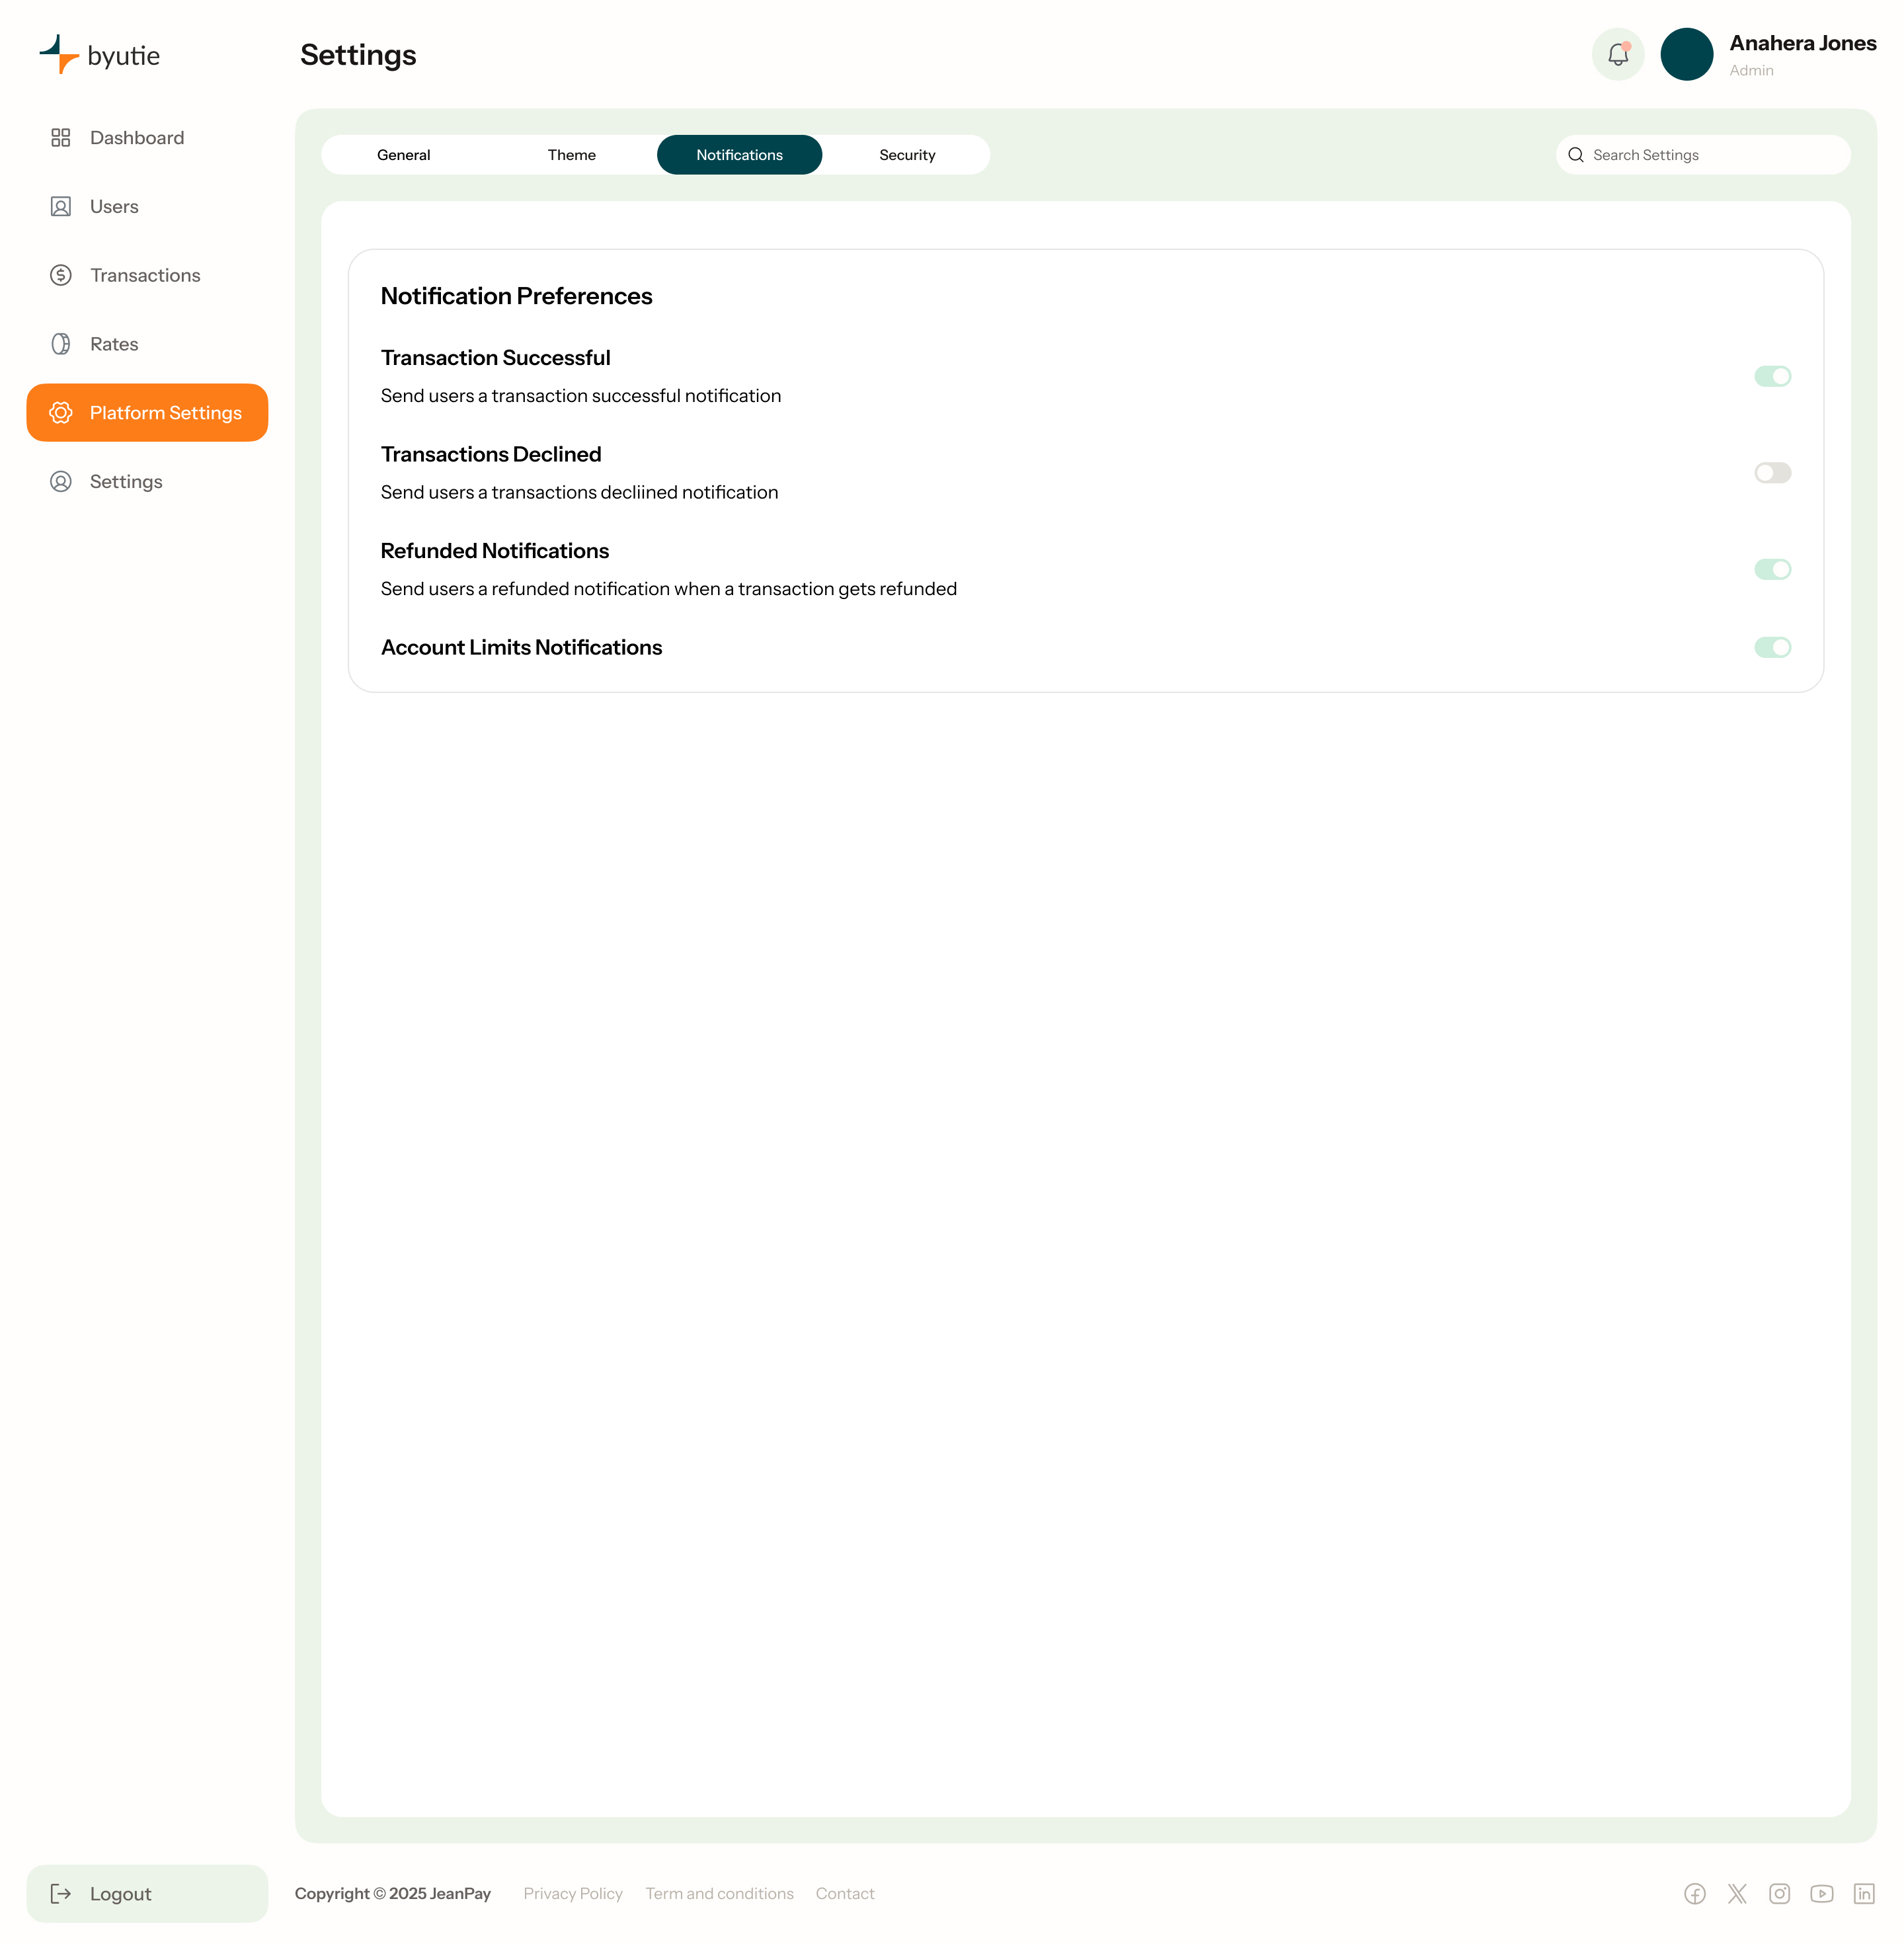 byutie
Settings
Anahera Jones
Admin
Dashboard
Users
Transactions
Rates
Platform Settings
Settings
General
Theme
Notifications
Security
Search Settings
Notification Preferences
Transaction Successful
Send users a transaction successful notification
Transactions Declined
Send users a transactions decliined notification
Refunded Notifications
Send users a refunded notification when a transaction gets refunded
Account Limits Notifications
Logout
Copyright © 2025 JeanPay
Privacy Policy
Term and conditions
Contact